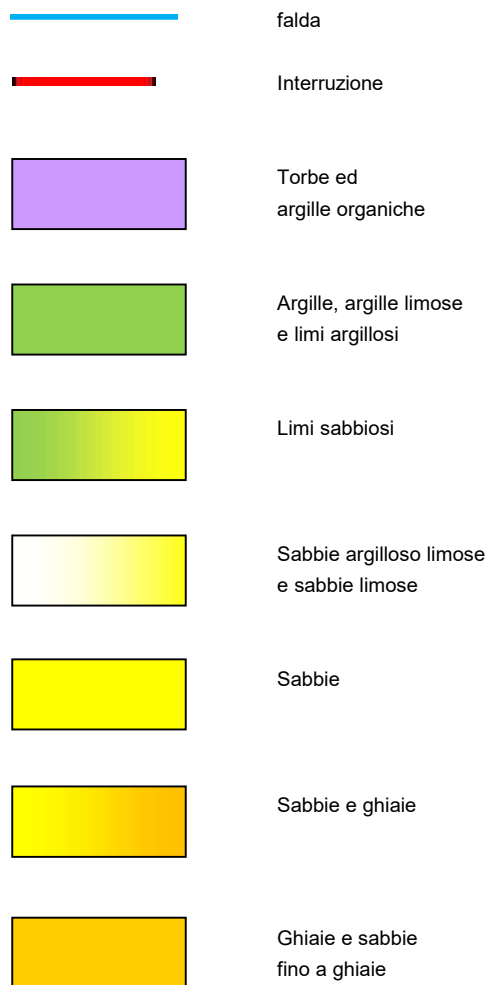 falda
Interruzione
Torbe ed
argille organiche
Argille, argille limose
e limi argillosi
Limi sabbiosi
Sabbie argilloso limose
e sabbie limose
Sabbie
Sabbie e ghiaie
Ghiaie e sabbie
fino a ghiaie